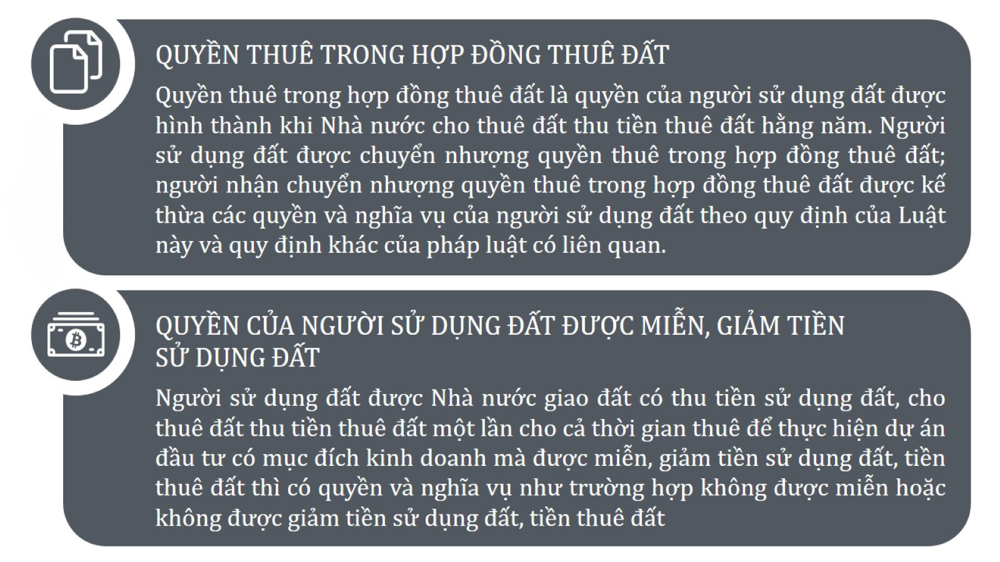 QUYỀN THUÊ TRONG HỢP ĐỒNG THUÊ ĐẤT
Quyền thuê trong hợp đồng thuê đất là quyền của người sử dụng đất được
hình thành khi Nhà nước cho thuê đất thu tiền thuê đất hằng năm. Người
sử dụng đất được chuyển nhượng quyền thuê trong hợp đồng thuê đất;
người nhận chuyển nhượng quyền thuê trong hợp đồng thuê đất được kế
thừa các quyền và nghĩa vụ của người sử dụng đất theo quy định của Luật
này và quy định khác của pháp luật có liên quan.
QUYỀN CỦA NGƯỜI SỬ DỤNG ĐẤT ĐƯỢC MIỄN, GIẢM TIỀN
SỬ DỤNG ĐẤT
Người sử dụng đất được Nhà nước giao đất có thu tiền sử dụng đất, cho
thuê đất thu tiền thuê đất một lần cho cả thời gian thuê để thực hiện dự án
đầu tư có mục đích kinh doanh mà được miễn, giảm tiền sử dụng đất, tiền
thuê đất thì có quyền và nghĩa vụ như trường hợp không được miễn hoặc
không được giảm tiền sử dụng đất, tiền thuê đất